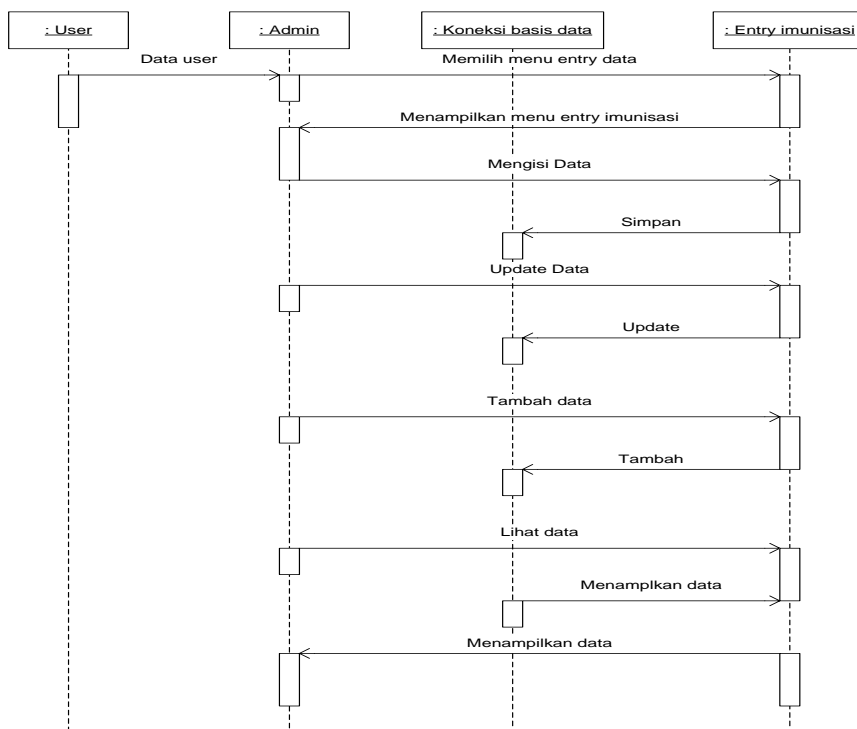 : User
: Admin
: Koneksi basis data
: Entry imunisasi
Data user
Memilih menu entry data
Menampilkan menu entry imunisasi
Mengisi Data
Simpan
Update Data
Update
Tambah data
Tambah
Lihat data
Menamplkan data
Menampilkan data